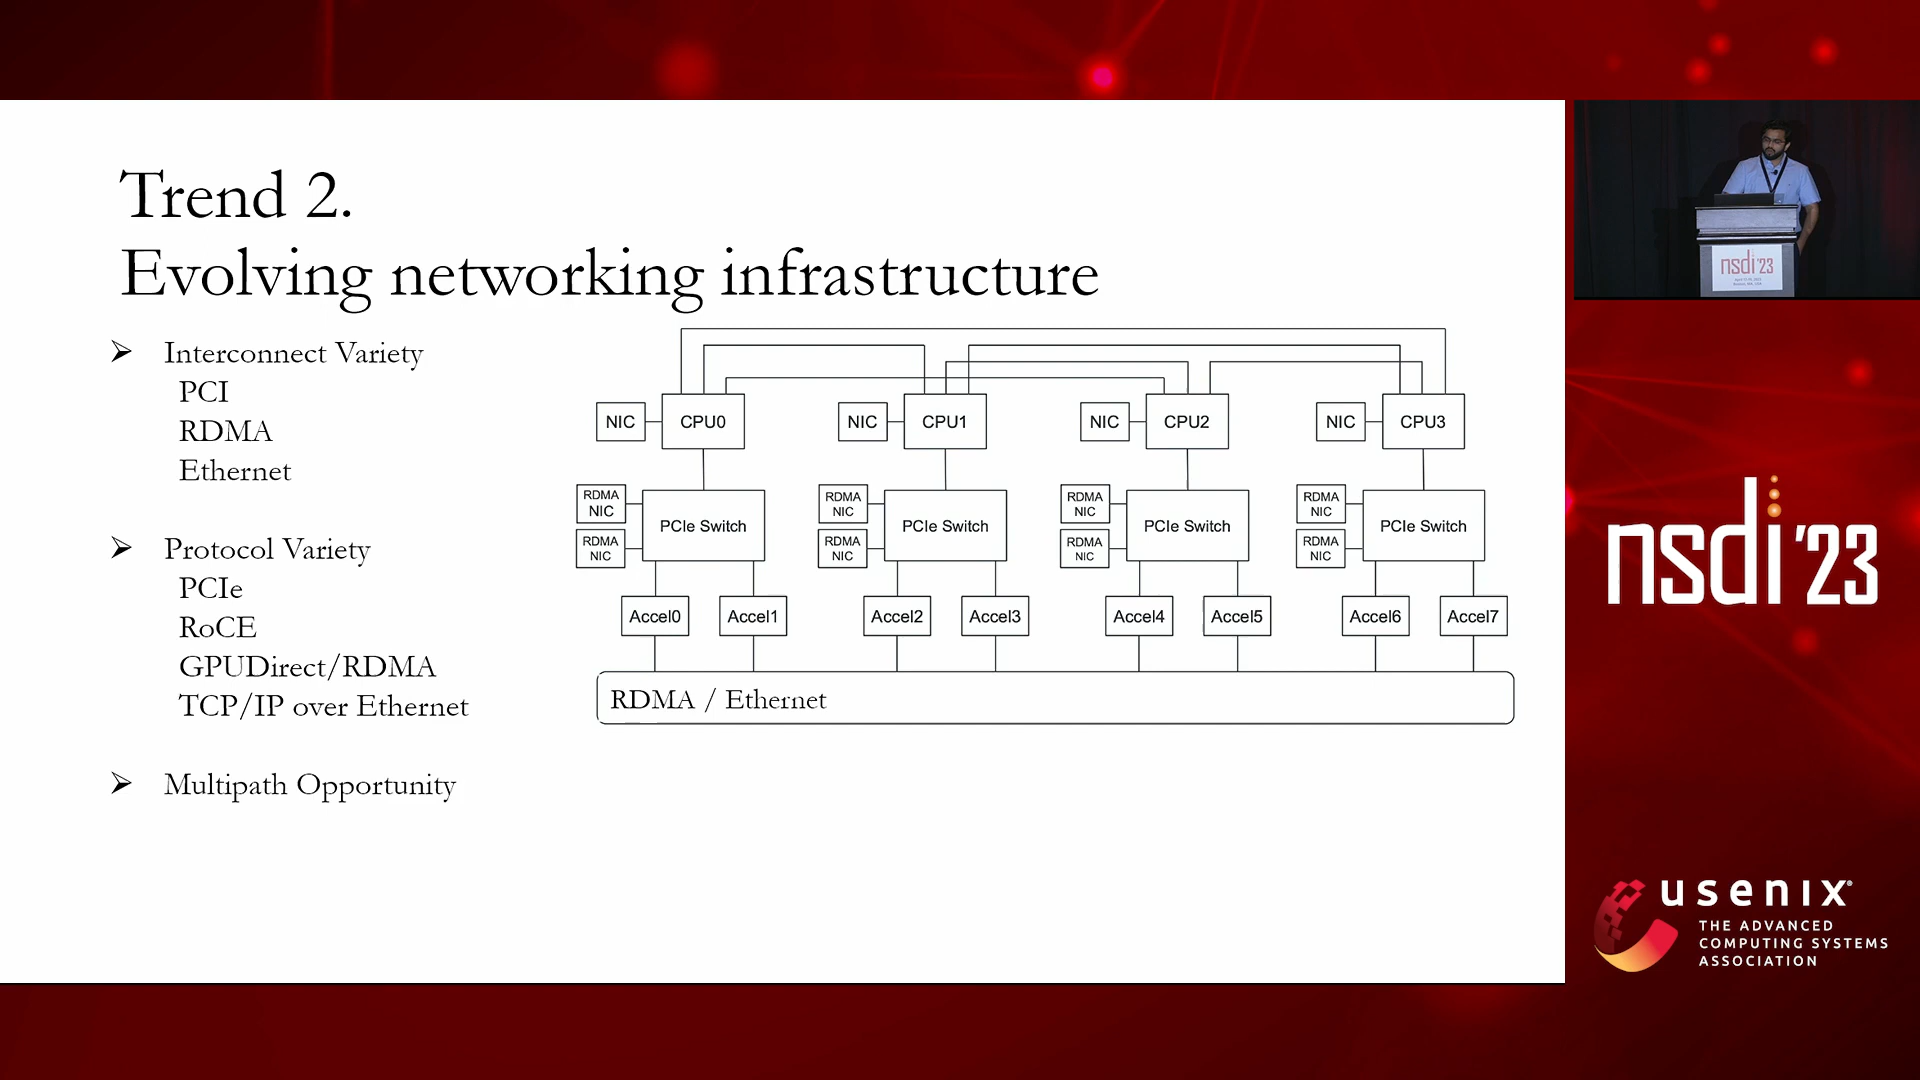 Trend 2.
Evolving networking infrastructure
Interconnect Variety
PCI
RDMA
Ethernet
Protocol Variety
PCIe
RoCE
GPUDirect/RDMA
TCP/IP over Ethernet
Multipath Opportunity
NIC
CPU0
NIC
CPU1
NIC
CPU2
NIC
CPU3
RDMA
NIC
RDMA
NIC
PCIe Switch
RDMA
NIC
RDMA
NIC
PCIe Switch
RDMA
NIC
RDMA
NIC
PCIe Switch
RDMA
NIC
RDMA
NIC
PCIe Switch
Accel0
Accel1
Accel2
Accel3
Accel4
Accel5
Accel6
Accel7
RDMA / Ethernet
nsdi '23
nsdi '23
usenix®
THE ADVANCED
COMPUTING SYSTEMS
ASSOCIATION